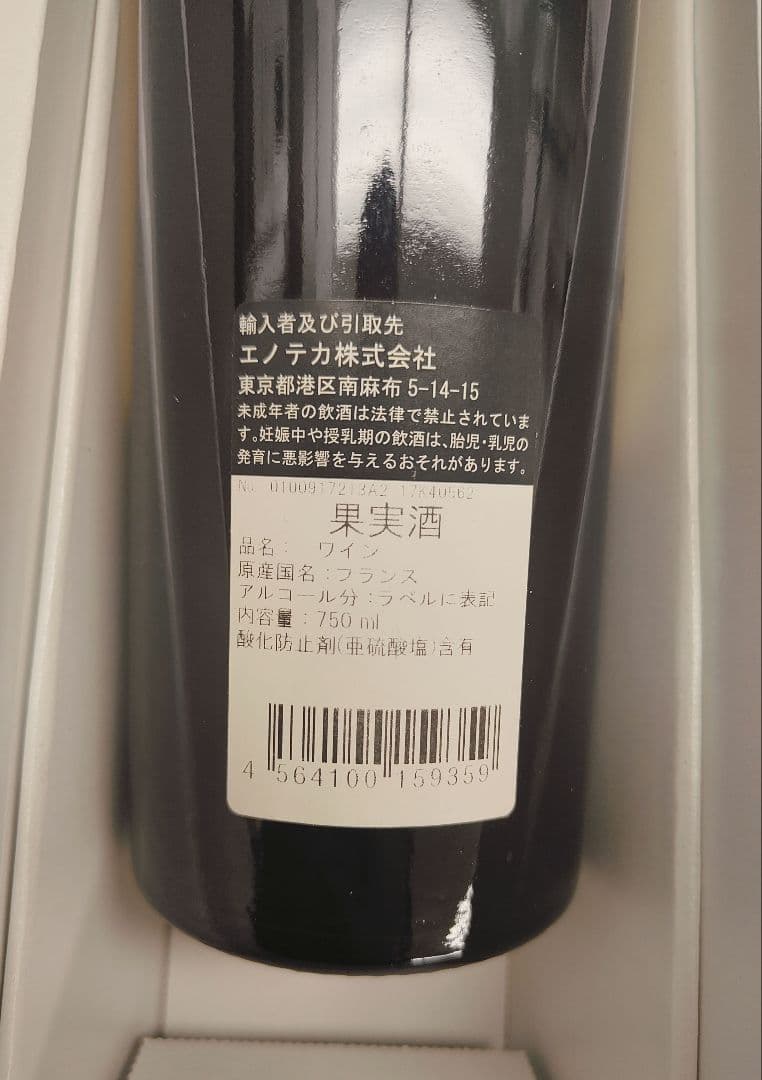 輸入者及び引取先
エノテカ株式会社
東京都港区南麻布 5-14-15
未成年者の飲酒は法律で禁止されていま
す。妊娠中や授乳期の飲酒は、胎児・乳児の
発育に悪影響を与えるおそれがあります。
No. 0100917213A2 17K40562
果実酒
品名： ワイン
原産国名：フランス
アルコール分：ラベルに表記
内容量：750 ml
酸化防止剤(亜硫酸塩)含有
4 564100 159359